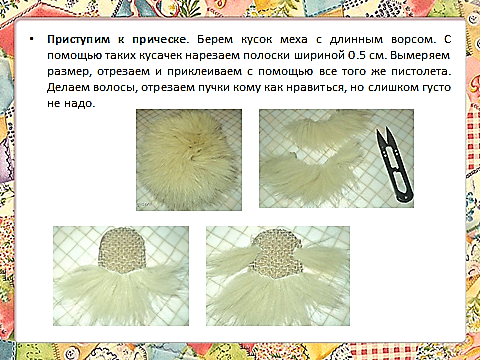 • Приступим к прическе. Берем кусок меха с длинным ворсом. С
помощью таких кусачек нарезаем полоски шириной 0.5 см. Вымеряем
размер, отрезаем и приклеиваем с помощью все того же пистолета.
Делаем волосы, отрезаем пучки кому как нравиться, но слишком густо
не надо.